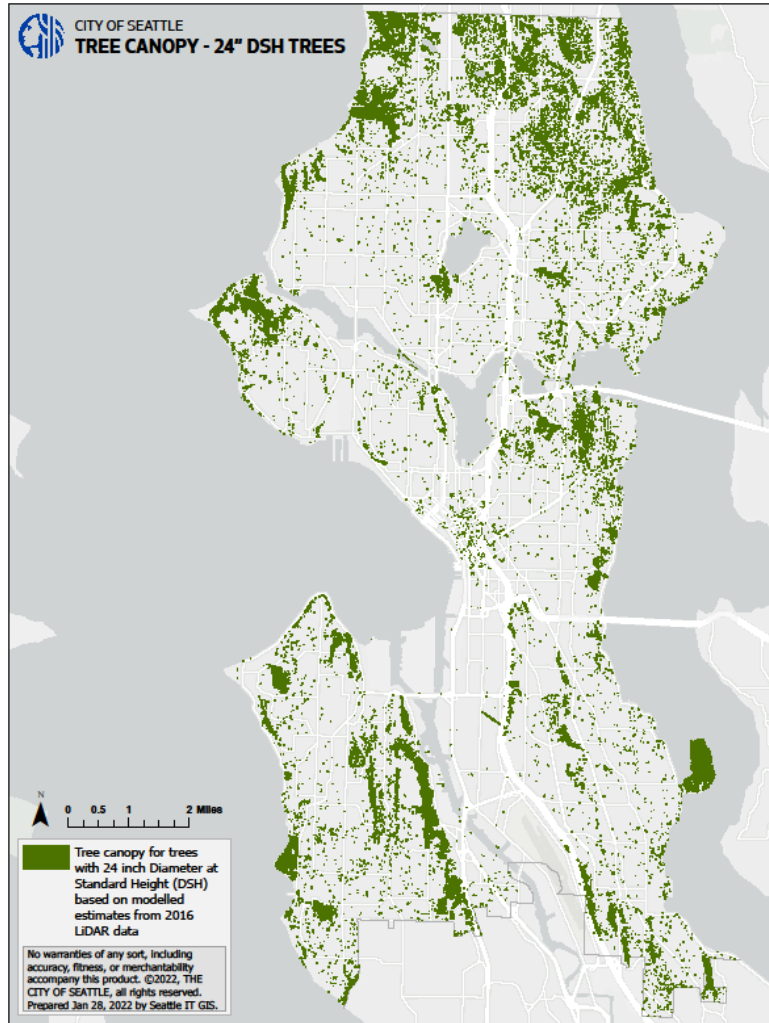 CITY OF SEATTLE
TREE CANOPY - 24" DSH TREES
N
0 0.5 1 2 Miles
Tree canopy for trees
with 24 inch Diameter at
Standard Height (DSH)
based on modelled
estimates from 2016
LiDAR data
No warranties of any sort, including
accuracy, fitness, or merchantability
accompany this product. ©2022, THE
CITY OF SEATTLE, all rights reserved.
Prepared Jan 28, 2022 by Seattle IT GIS.